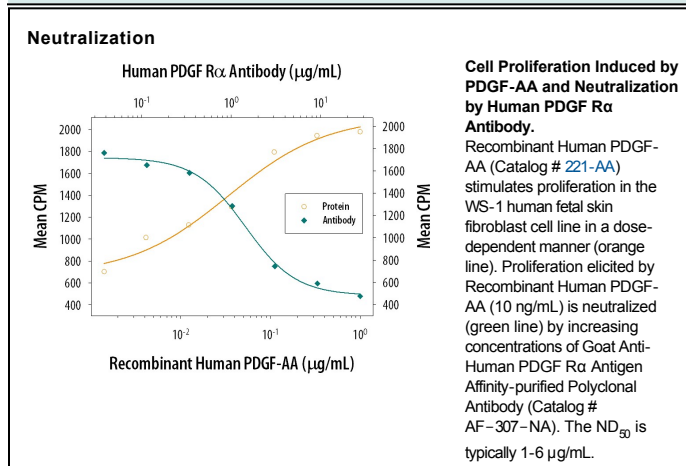 Neutralization
Human PDGF Rα Antibody (µg/mL)
10⁻¹ 10⁰ 10¹
Mean CPM
2000
1800
1600
1400
1200
1000
800
600
400
Protein
Antibody
2000
1800
1600
1400
1200
1000
800
600
400
Mean CPM
10⁻² 10⁻¹ 10⁰
Recombinant Human PDGF-AA (µg/mL)
Cell Proliferation Induced by
PDGF-AA and Neutralization
by Human PDGF Rα
Antibody.
Recombinant Human PDGF-
AA (Catalog # 221-AA)
stimulates proliferation in the
WS-1 human fetal skin
fibroblast cell line in a dose-
dependent manner (orange
line). Proliferation elicited by
Recombinant Human PDGF-
AA (10 ng/mL) is neutralized
(green line) by increasing
concentrations of Goat Anti-
Human PDGF Rα Antigen
Affinity-purified Polyclonal
Antibody (Catalog #
AF-307-NA). The ND₅₀ is
typically 1-6 µg/mL.